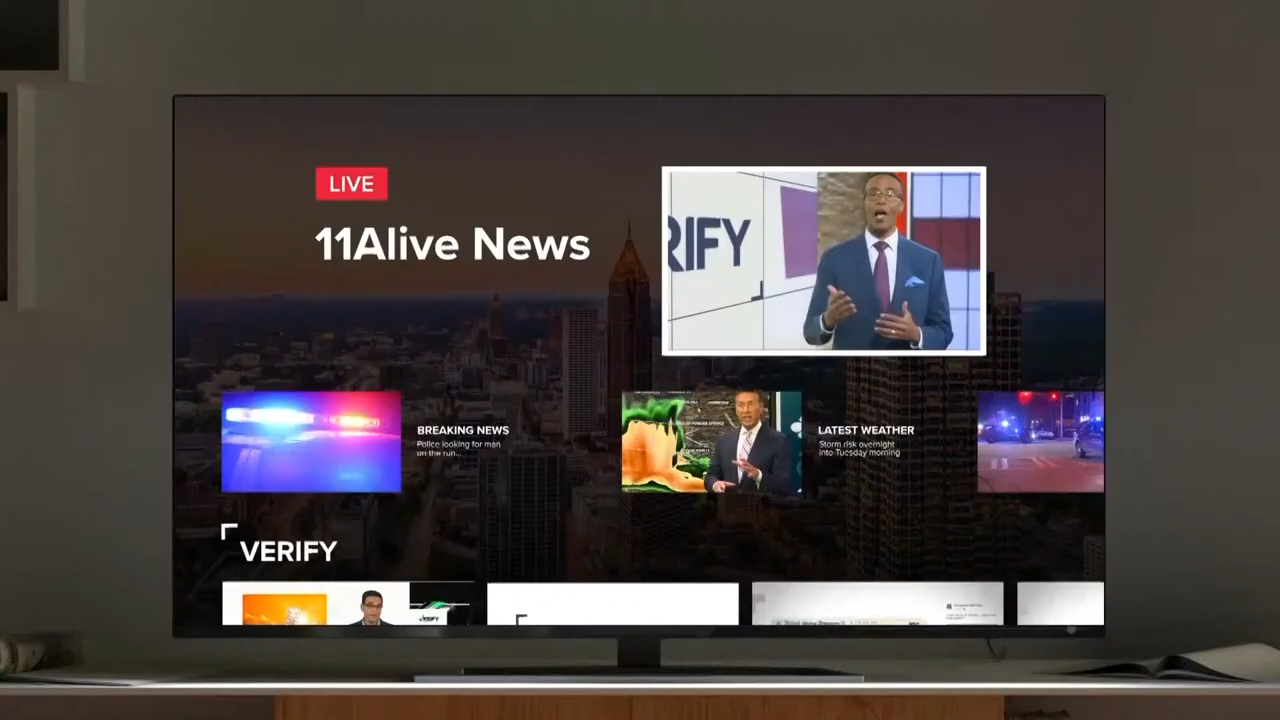 LIVE
11Alive News
RIFY
BREAKING NEWS
Police looking for man
on the run...
LATEST WEATHER
Storm risk overnight
into Tuesday morning
VERIFY
VERIFY